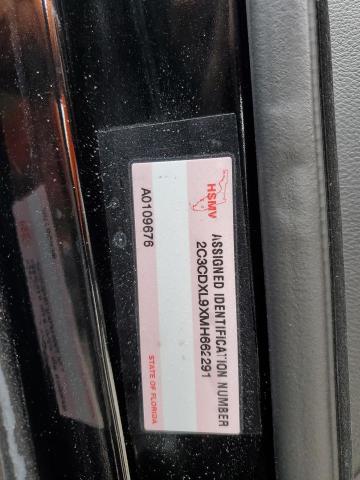 HSMV
ASSIGNED IDENTIFICATION NUMBER
2C3CDXL9XMH662291
A0109676
STATE OF FLORIDA